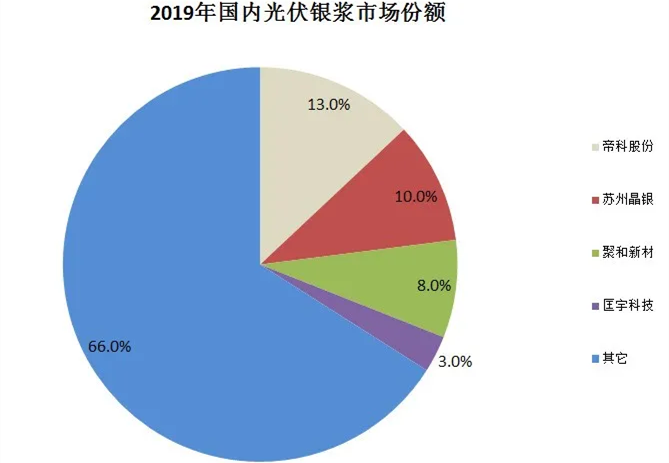 2019年国内光伏银浆市场份额
13.0%
10.0%
8.0%
3.0%
66.0%
帝科股份
苏州晶银
聚和新材
匡宇科技
其它